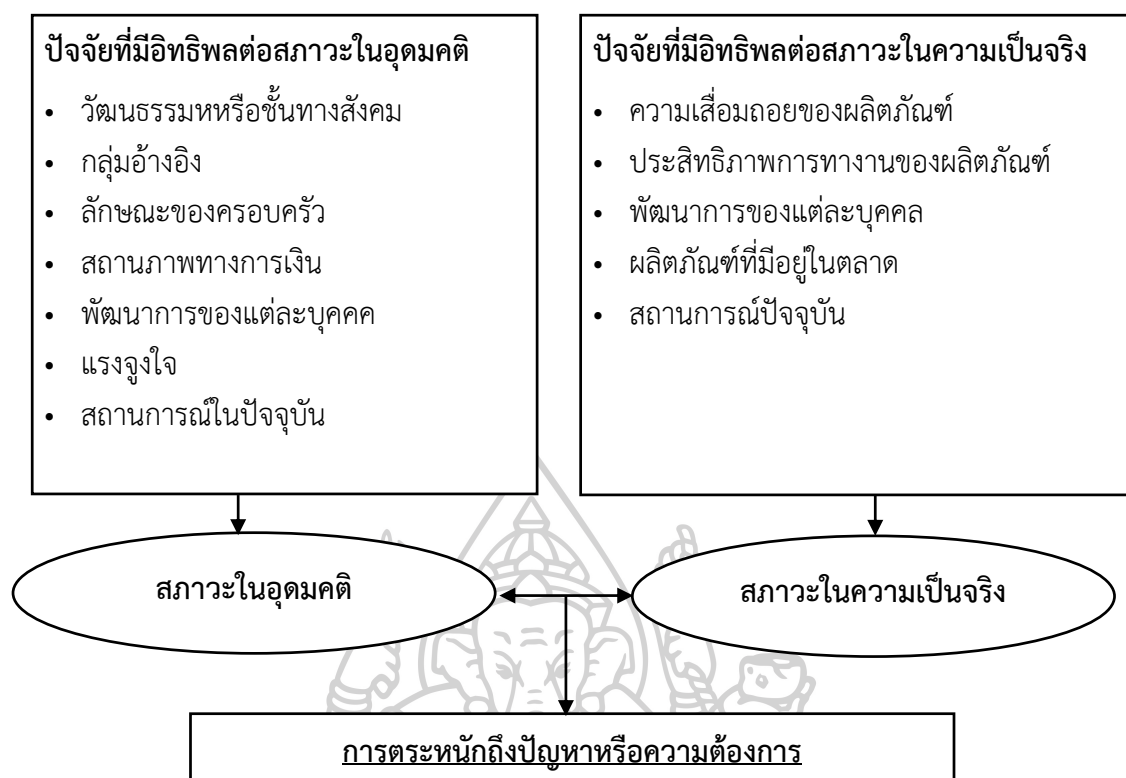 ปัจจัยที่มีอิทธิพลต่อสภาวะในอุดมคติ
• วัฒนธรรมหหรือชั้นทางสังคม
• กลุ่มอ้างอิง
• ลักษณะของครอบครัว
• สถานภาพทางการเงิน
• พัฒนาการของแต่ละบุคคค
• แรงจูงใจ
• สถานการณ์ในปัจจุบัน
ปัจจัยที่มีอิทธิพลต่อสภาวะในความเป็นจริง
• ความเสื่อมถอยของผลิตภัณฑ์
• ประสิทธิภาพการทางานของผลิตภัณฑ์
• พัฒนาการของแต่ละบุคคล
• ผลิตภัณฑ์ที่มีอยู่ในตลาด
• สถานการณ์ปัจจุบัน
สภาวะในอุดมคติ
สภาวะในความเป็นจริง
การตระหนักถึงปัญหาหรือความต้องการ